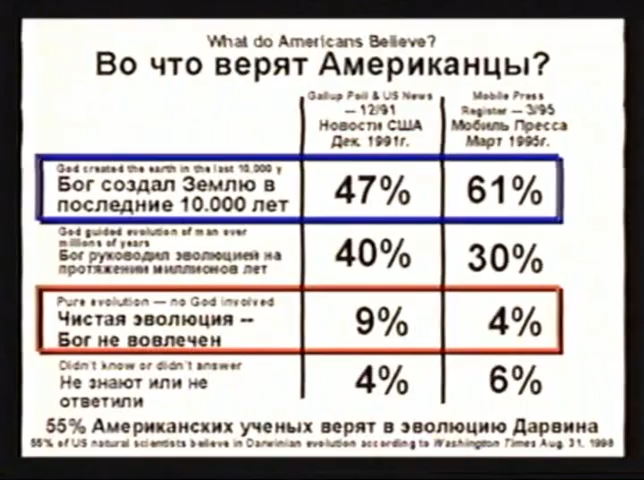 What do Americans Believe?
Во что верят Американцы?
Gallup Poll & US News
— 12/91
Новости США
Дек. 1991г.
Mobile Press
Register — 3/95
Мобиль Пресса
Март 1995г.
God created the earth in the last 10,000 y
Бог создал Землю в
последние 10.000 лет
47%
61%
God guided evolution of man over
millions of years
Бог руководил эволюцией на
протяжении миллионов лет
40%
30%
Pure evolution — no God involved
Чистая эволюция --
Бог не вовлечен
9%
4%
Didn't know or didn't answer
Не знают или не
ответили
4%
6%
55% Американских ученых верят в эволюцию Дарвина
55% of US natural scientists believe in Darwinian evolution according to Washington Times Aug. 31, 1998